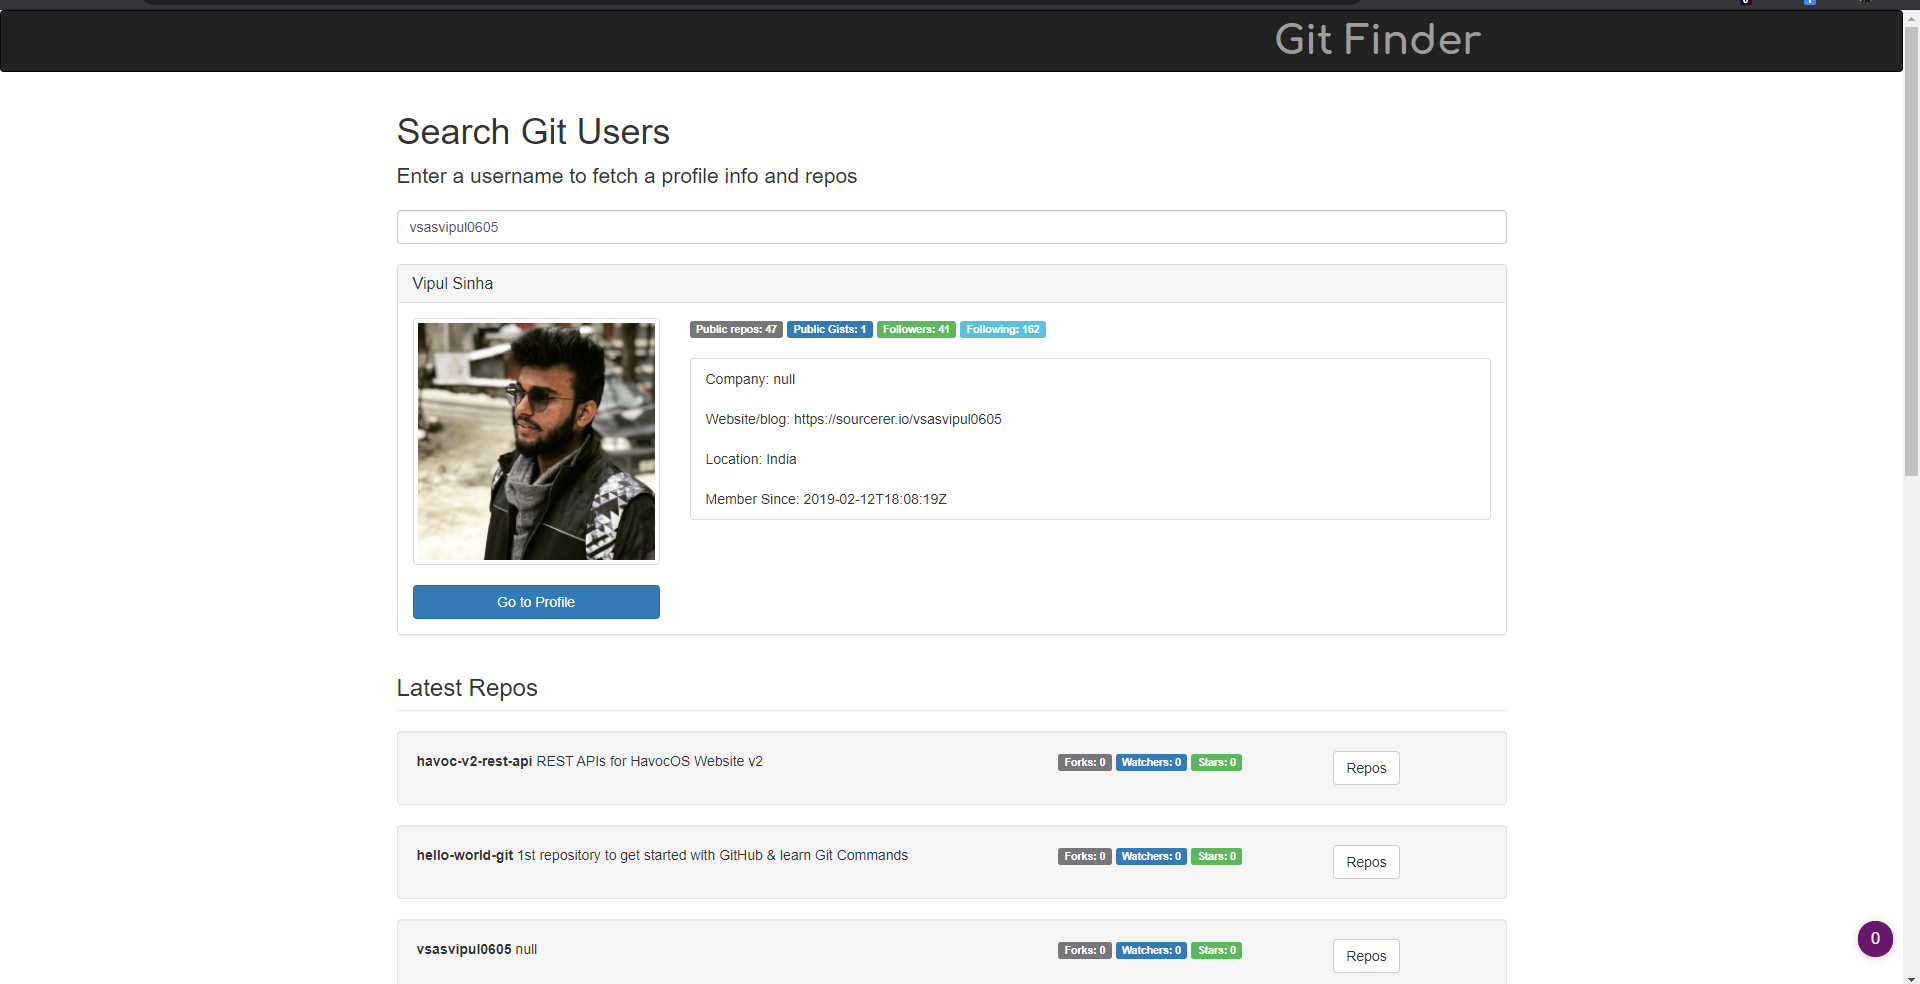 Git Finder
Search Git Users
Enter a username to fetch a profile info and repos
vsasvipul0605
Vipul Sinha
Public repos: 47 Public Gists: 1 Followers: 41 Following: 162
Company: null
Website/blog: https://sourcerer.io/vsasvipul0605
Location: India
Member Since: 2019-02-12T18:08:19Z
Go to Profile
Latest Repos
havoc-v2-rest-api REST APIs for HavocOS Website v2 Forks: 0 Watchers: 0 Stars: 0 Repos
hello-world-git 1st repository to get started with GitHub & learn Git Commands Forks: 0 Watchers: 0 Stars: 0 Repos
vsasvipul0605 null Forks: 0 Watchers: 0 Stars: 0 Repos
0